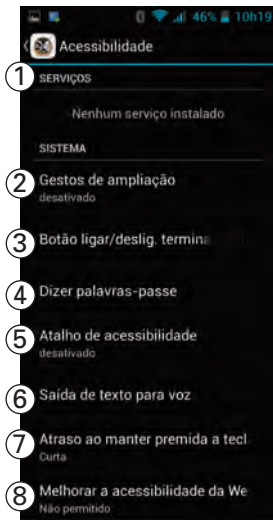 46% 10h19
Acessibilidade
1 SERVIÇOS
Nenhum serviço instalado
SISTEMA
2 Gestos de ampliação
desativado
3 Botão ligar/deslig. termina
4 Dizer palavras-passe
5 Atalho de acessibilidade
desativado
6 Saída de texto para voz
7 Atraso ao manter premida a tecl
Curta
8 Melhorar a acessibilidade da We
Não permitido